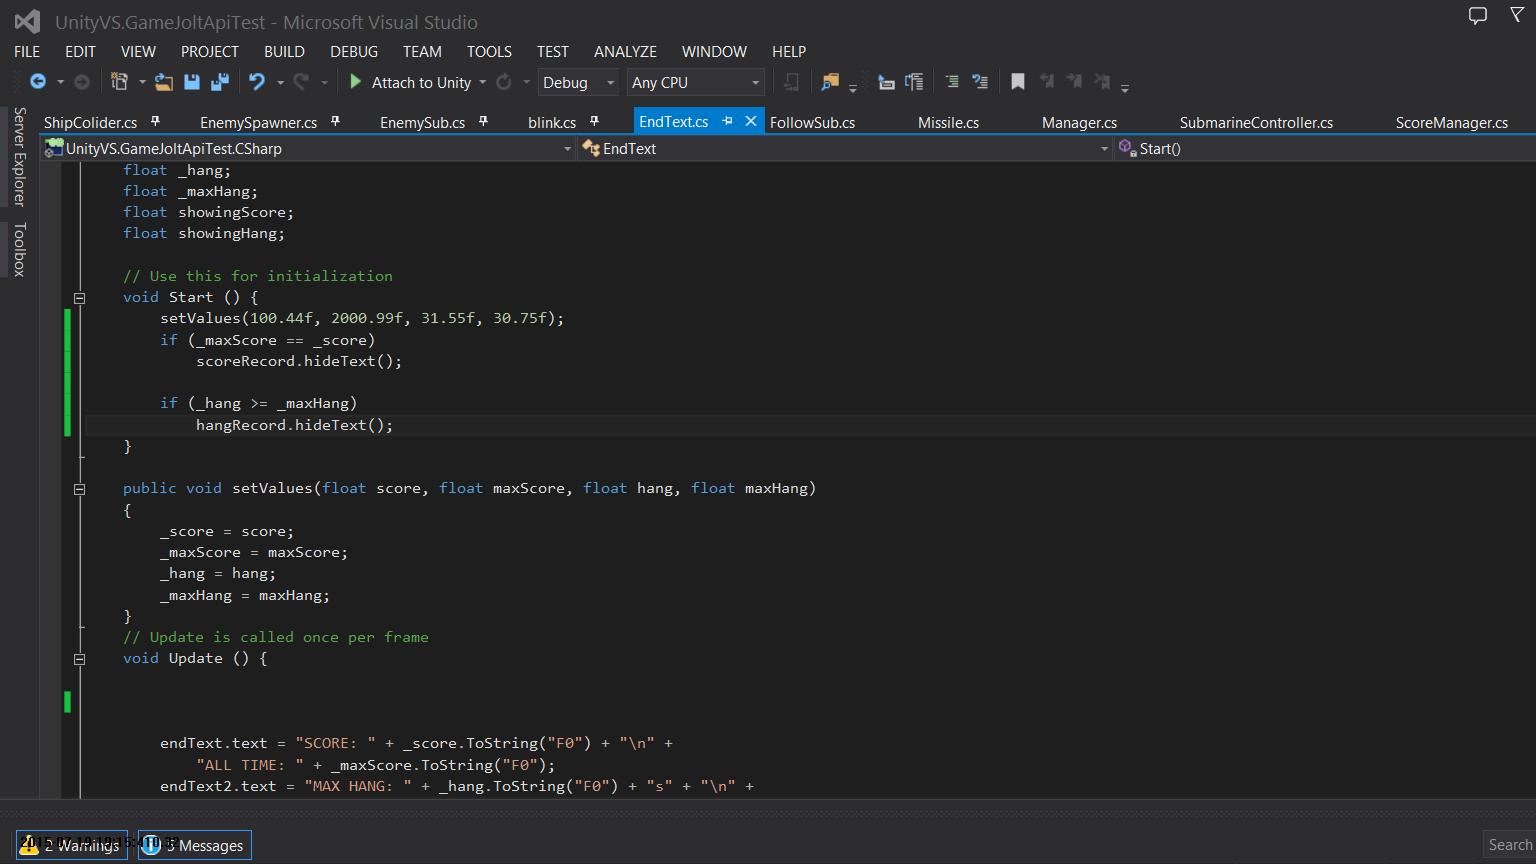 UnityVS.GameJoltApiTest - Microsoft Visual Studio
FILE EDIT VIEW PROJECT BUILD DEBUG TEAM TOOLS TEST ANALYZE WINDOW HELP
Attach to Unity Debug Any CPU
Server Explorer
Toolbox
ShipColider.cs EnemySpawner.cs EnemySub.cs blink.cs EndText.cs FollowSub.cs Missile.cs Manager.cs SubmarineController.cs ScoreManager.cs
UnityVS.GameJoltApiTest.CSharp EndText Start()
float _hang;
float _maxHang;
float showingScore;
float showingHang;
// Use this for initialization
void Start () {
setValues(100.44f, 2000.99f, 31.55f, 30.75f);
if (_maxScore == _score)
scoreRecord.hideText();
if (_hang >= _maxHang)
hangRecord.hideText();
}
public void setValues(float score, float maxScore, float hang, float maxHang)
{
_score = score;
_maxScore = maxScore;
_hang = hang;
_maxHang = maxHang;
}
// Update is called once per frame
void Update () {
endText.text = "SCORE: " + _score.ToString("F0") + "\n" +
"ALL TIME: " + _maxScore.ToString("F0");
endText2.text = "MAX HANG: " + _hang.ToString("F0") + "s" + "\n" +
2 Warnings Messages
Search